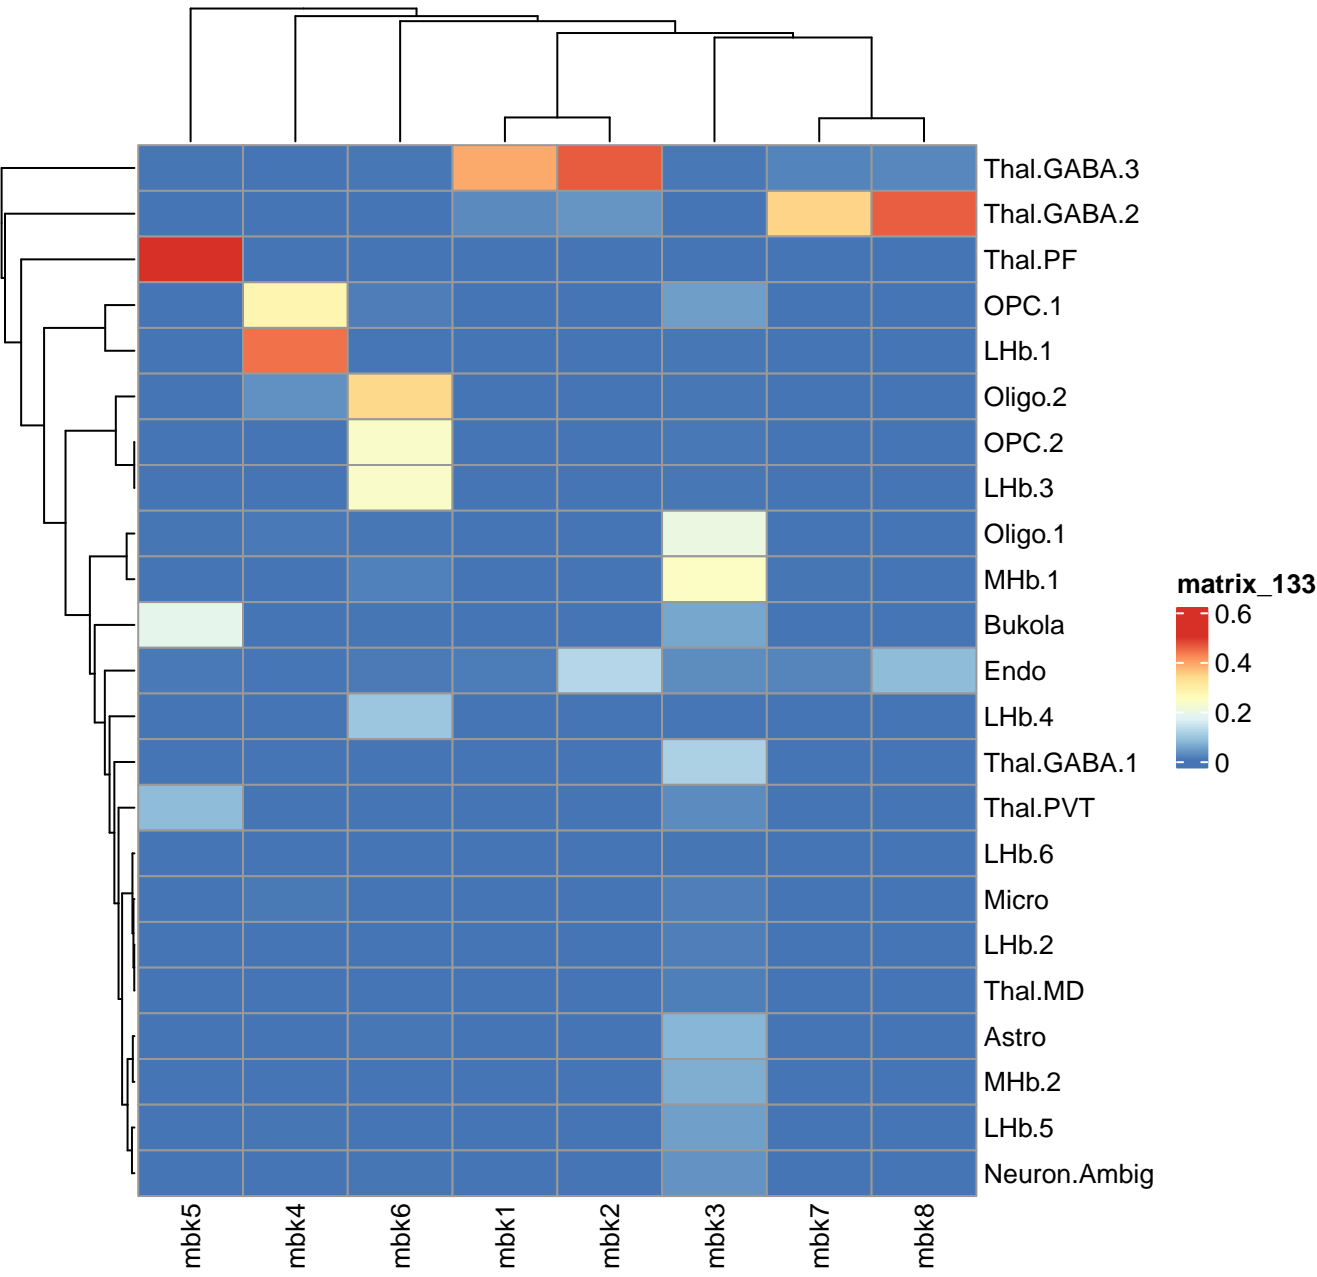 Thal.GABA.3
Thal.GABA.2
Thal.PF
OPC.1
LHb.1
Oligo.2
OPC.2
LHb.3
Oligo.1
MHb.1
Bukola
Endo
LHb.4
Thal.GABA.1
Thal.PVT
LHb.6
Micro
LHb.2
Thal.MD
Astro
MHb.2
LHb.5
Neuron.Ambig
matrix_133
0.6
0.4
0.2
0
mbk5
mbk4
mbk6
mbk1
mbk2
mbk3
mbk7
mbk8